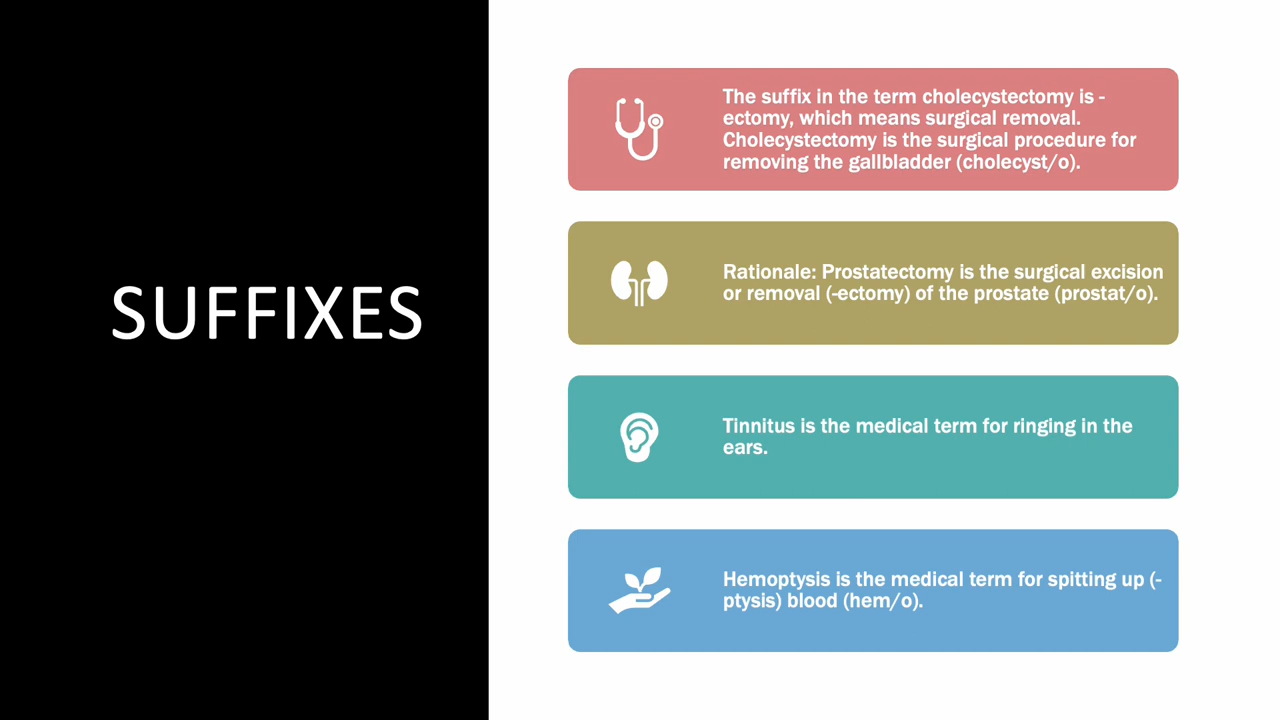 SUFFIXES
The suffix in the term cholecystectomy is -
ectomy, which means surgical removal.
Cholecystectomy is the surgical procedure for
removing the gallbladder (cholecyst/o).
Rationale: Prostatectomy is the surgical excision
or removal (-ectomy) of the prostate (prostat/o).
Tinnitus is the medical term for ringing in the
ears.
Hemoptysis is the medical term for spitting up (-
ptysis) blood (hem/o).